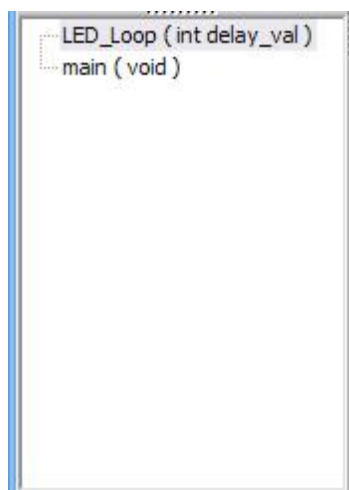 LED_Loop ( int delay_val )
main ( void )